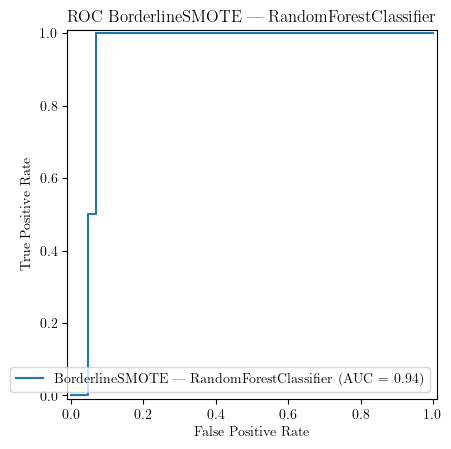 ROC BorderlineSMOTE — RandomForestClassifier
1.0
0.8
0.6
0.4
0.2
0.0
True Positive Rate
BorderlineSMOTE — RandomForestClassifier (AUC = 0.94)
0.0 0.2 0.4 0.6 0.8 1.0
False Positive Rate